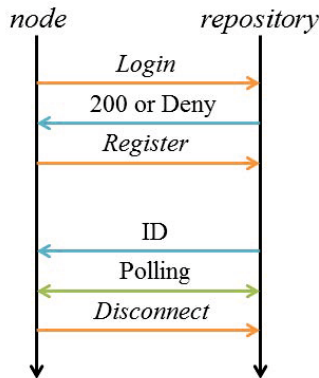 node repository
Login
200 or Deny
Register
ID
Polling
Disconnect